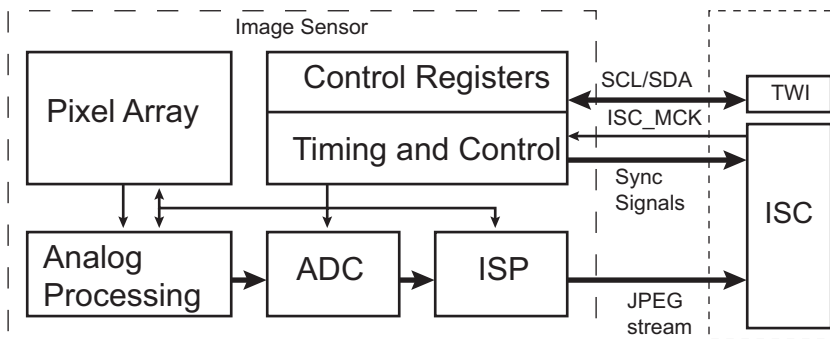 Image Sensor
Pixel Array
Control Registers
Timing and Control
SCL/SDA
TWI
ISC_MCK
Sync
Signals
ISC
Analog
Processing
ADC
ISP
JPEG
stream